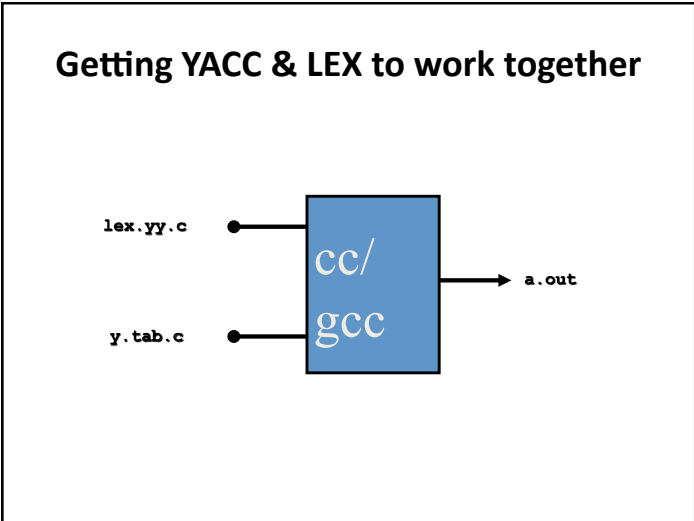 Getting YACC & LEX to work together
lex.yy.c
cc/
gcc
a.out
y.tab.c